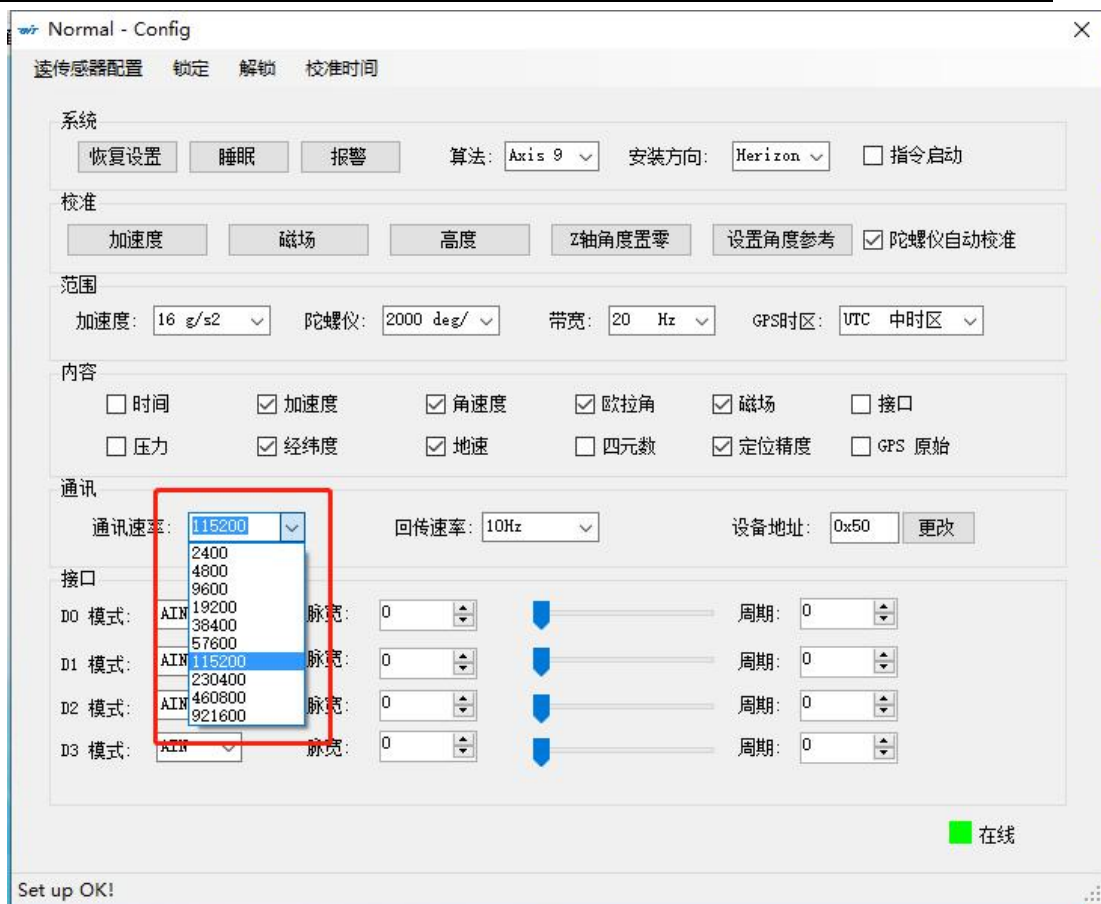 Normal - Config
读传感器配置 锁定 解锁 校准时间
系统
恢复设置 睡眠 报警 算法: Axis 9 安装方向: Herizon 指令启动
校准
加速度 磁场 高度 Z轴角度置零 设置角度参考 陀螺仪自动校准
范围
加速度: 16 g/s2 陀螺仪: 2000 deg/ 带宽: 20 Hz GPS时区: UTC 中时区
内容
时间 加速度 角速度 欧拉角 磁场 接口
压力 经纬度 地速 四元数 定位精度 GPS 原始
通讯
通讯速率: 115200 回传速率: 10Hz 设备地址: 0x50 更改
2400
4800
9600
19200
38400
57600
115200
230400
460800
921600
接口
D0 模式: AIN 脉宽: 0 周期: 0
D1 模式: AIN 脉宽: 0 周期: 0
D2 模式: AIN 脉宽: 0 周期: 0
D3 模式: AIN 脉宽: 0 周期: 0
在线
Set up OK!